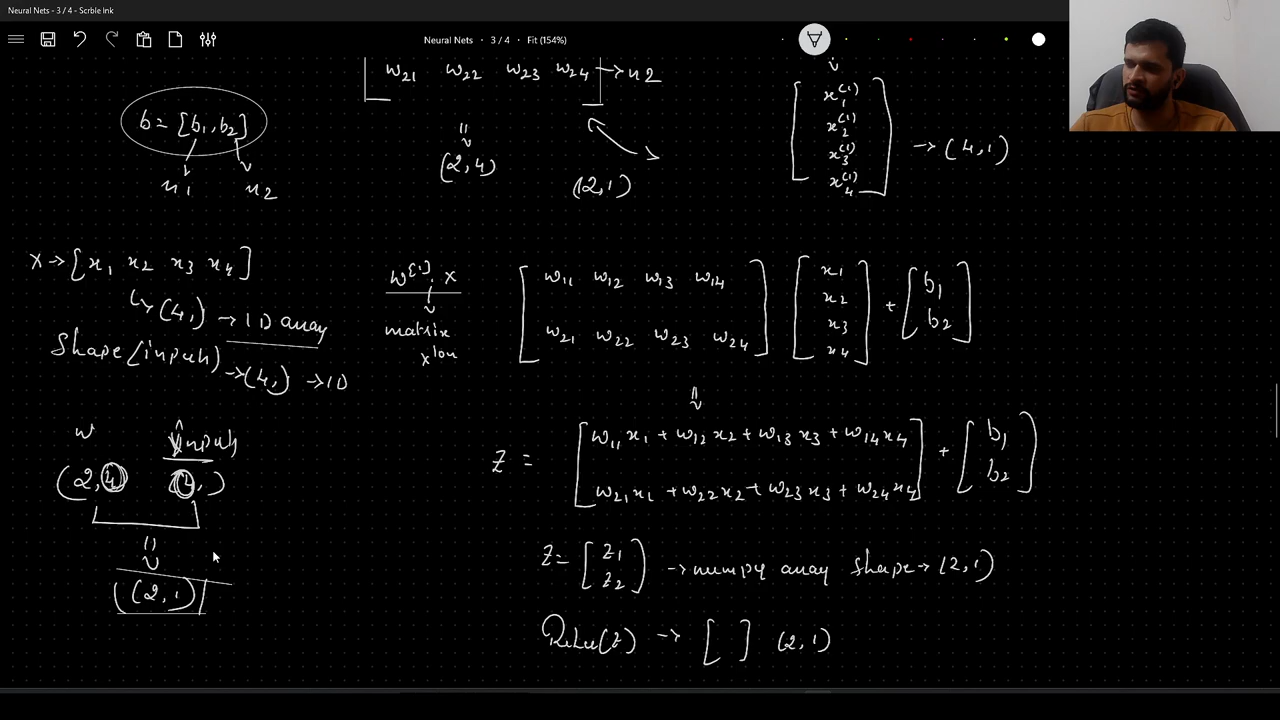 Neural Nets - 3 / 4 - Scrble Ink
Neural Nets • 3 / 4 • Fit (154%)
w21 w22 w23 w24 → n2
b = [b1, b2]
n1 n2
(2,4)
(2,1)
x1^(1)
x2^(1)
x3^(1)
x4^(1)
→ (4,1)
X → [x1 x2 x3 x4]
↳ (4,) → 1D array
Shape(input) → (4,) → 1D
w input
(2,4) (4,)
(2,1)
w^[1] . x
matrix
x^ion
w11 w12 w13 w14
w21 w22 w23 w24
x1
x2
x3
x4
+
b1
b2
z =
w11x1 + w12x2 + w13x3 + w14x4
w21x1 + w22x2 + w23x3 + w24x4
+
b1
b2
z = [z1 z2] → numpy array shape → (2,1)
Relu(z) → [ ] (2,1)